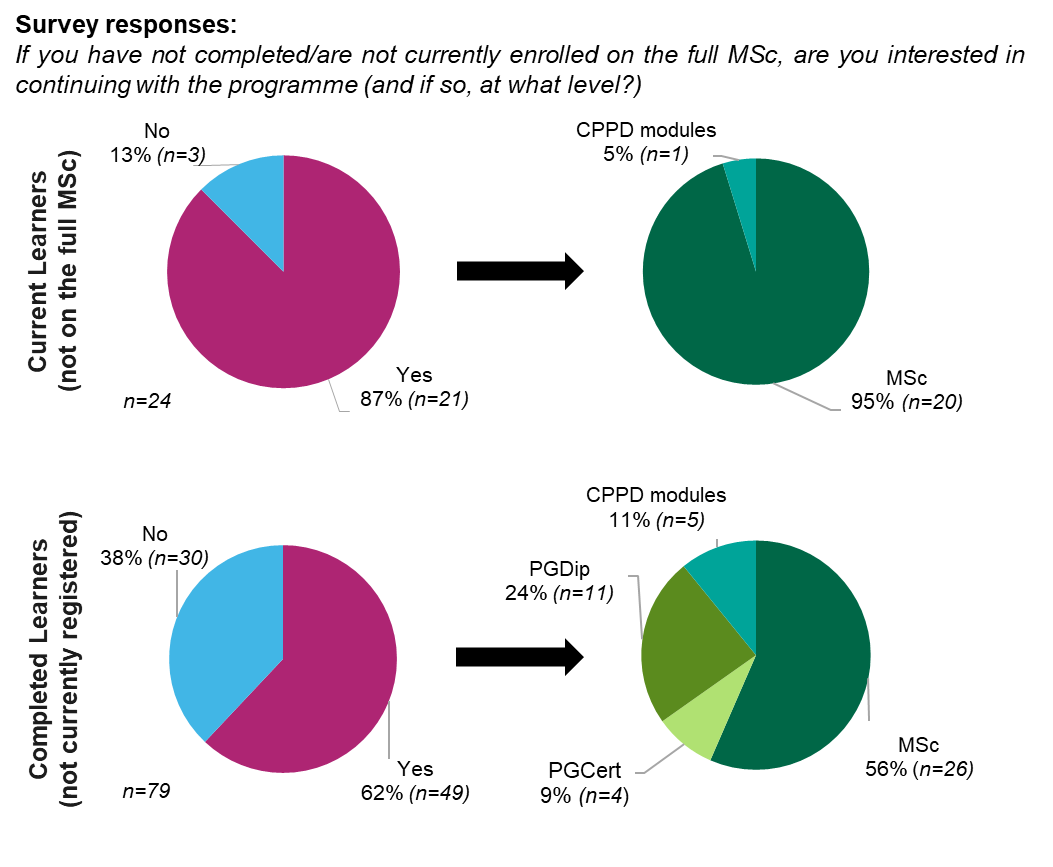 Survey responses:
If you have not completed/are not currently enrolled on the full MSc, are you interested in
continuing with the programme (and if so, at what level?)
Current Learners
(not on the full MSc)
No
13% (n=3)
Yes
87% (n=21)
n=24
CPPD modules
5% (n=1)
MSc
95% (n=20)
Completed Learners
(not currently registered)
No
38% (n=30)
Yes
62% (n=49)
n=79
CPPD modules
11% (n=5)
PGDip
24% (n=11)
PGCert
9% (n=4)
MSc
56% (n=26)